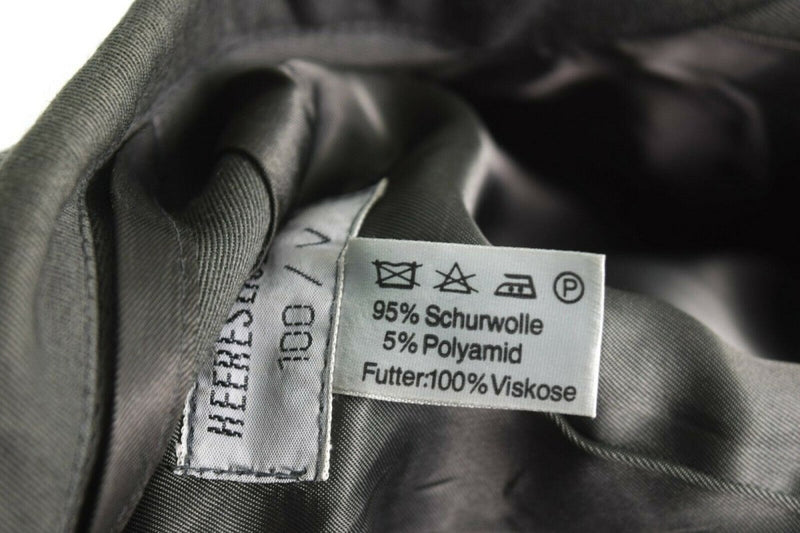 100 / V
Ⓟ
95% Schurwolle
5% Polyamid
Futter:100% Viskose